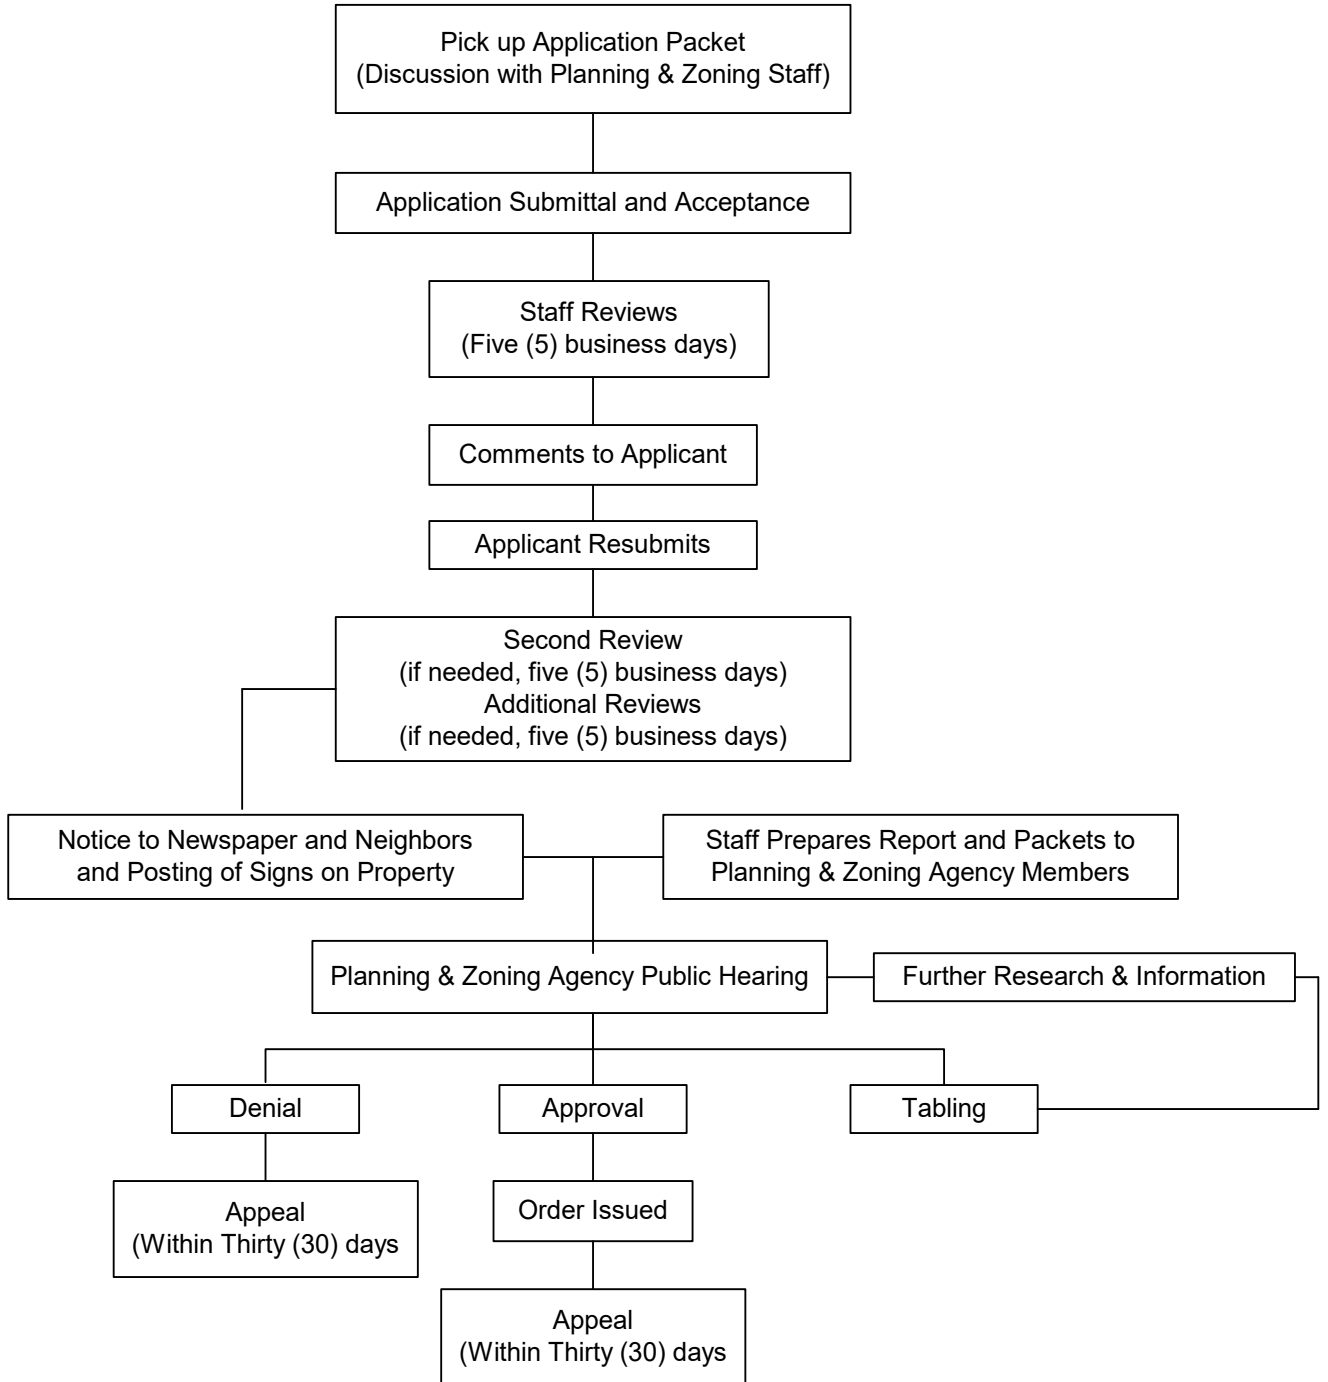 Pick up Application Packet
(Discussion with Planning & Zoning Staff)
Application Submittal and Acceptance
Staff Reviews
(Five (5) business days)
Comments to Applicant
Applicant Resubmits
Second Review
(if needed, five (5) business days)
Additional Reviews
(if needed, five (5) business days)
Notice to Newspaper and Neighbors
and Posting of Signs on Property
Staff Prepares Report and Packets to
Planning & Zoning Agency Members
Planning & Zoning Agency Public Hearing
Further Research & Information
Denial
Approval
Tabling
Appeal
(Within Thirty (30) days
Order Issued
Appeal
(Within Thirty (30) days